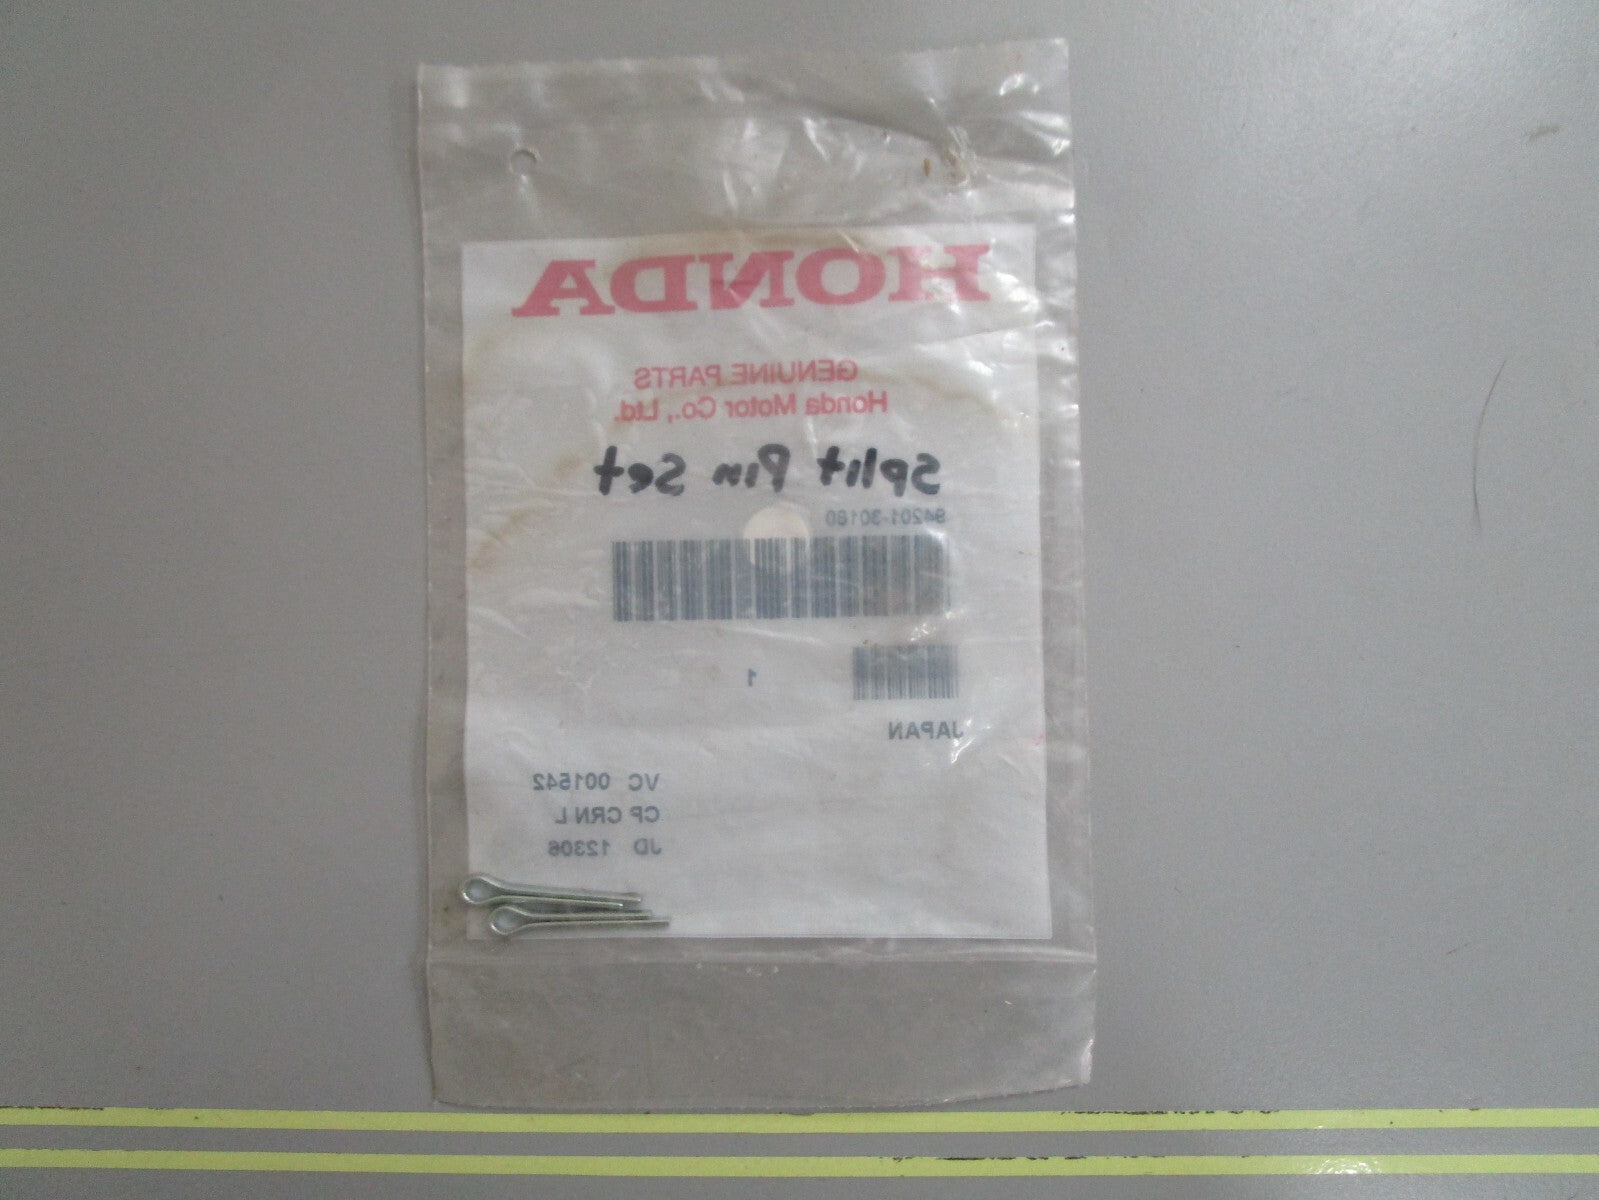 HONDA
GENUINE PARTS
Honda Motor Co., Ltd.
Split Pin Set
94201-30180
1
JAPAN
VC 001542
CP CRN L
JD 12306